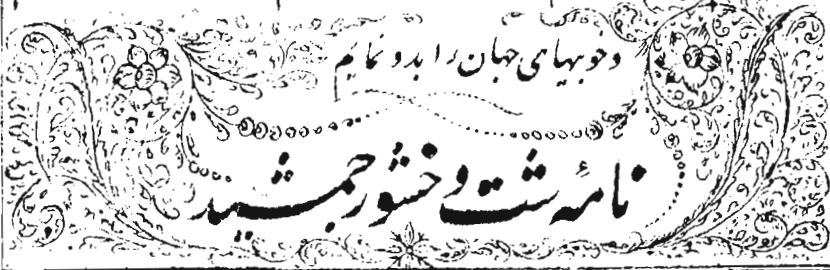 و خوبیهای جهان را بدو نمایم
نامهٔ شت وخشور جمشید